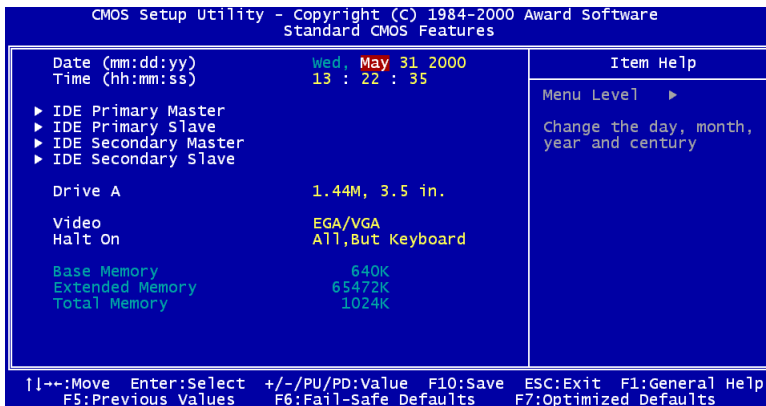 CMOS Setup Utility - Copyright (C) 1984-2000 Award Software
Standard CMOS Features
Date (mm:dd:yy) Wed, May 31 2000
Time (hh:mm:ss) 13 : 22 : 35
▶ IDE Primary Master
▶ IDE Primary Slave
▶ IDE Secondary Master
▶ IDE Secondary Slave
Drive A 1.44M, 3.5 in.
Video EGA/VGA
Halt On All,But Keyboard
Base Memory 640K
Extended Memory 65472K
Total Memory 1024K
Item Help
Menu Level ▶
Change the day, month,
year and century
↑↓→←:Move Enter:Select +/-/PU/PD:Value F10:Save ESC:Exit F1:General Help
F5:Previous Values F6:Fail-Safe Defaults F7:Optimized Defaults